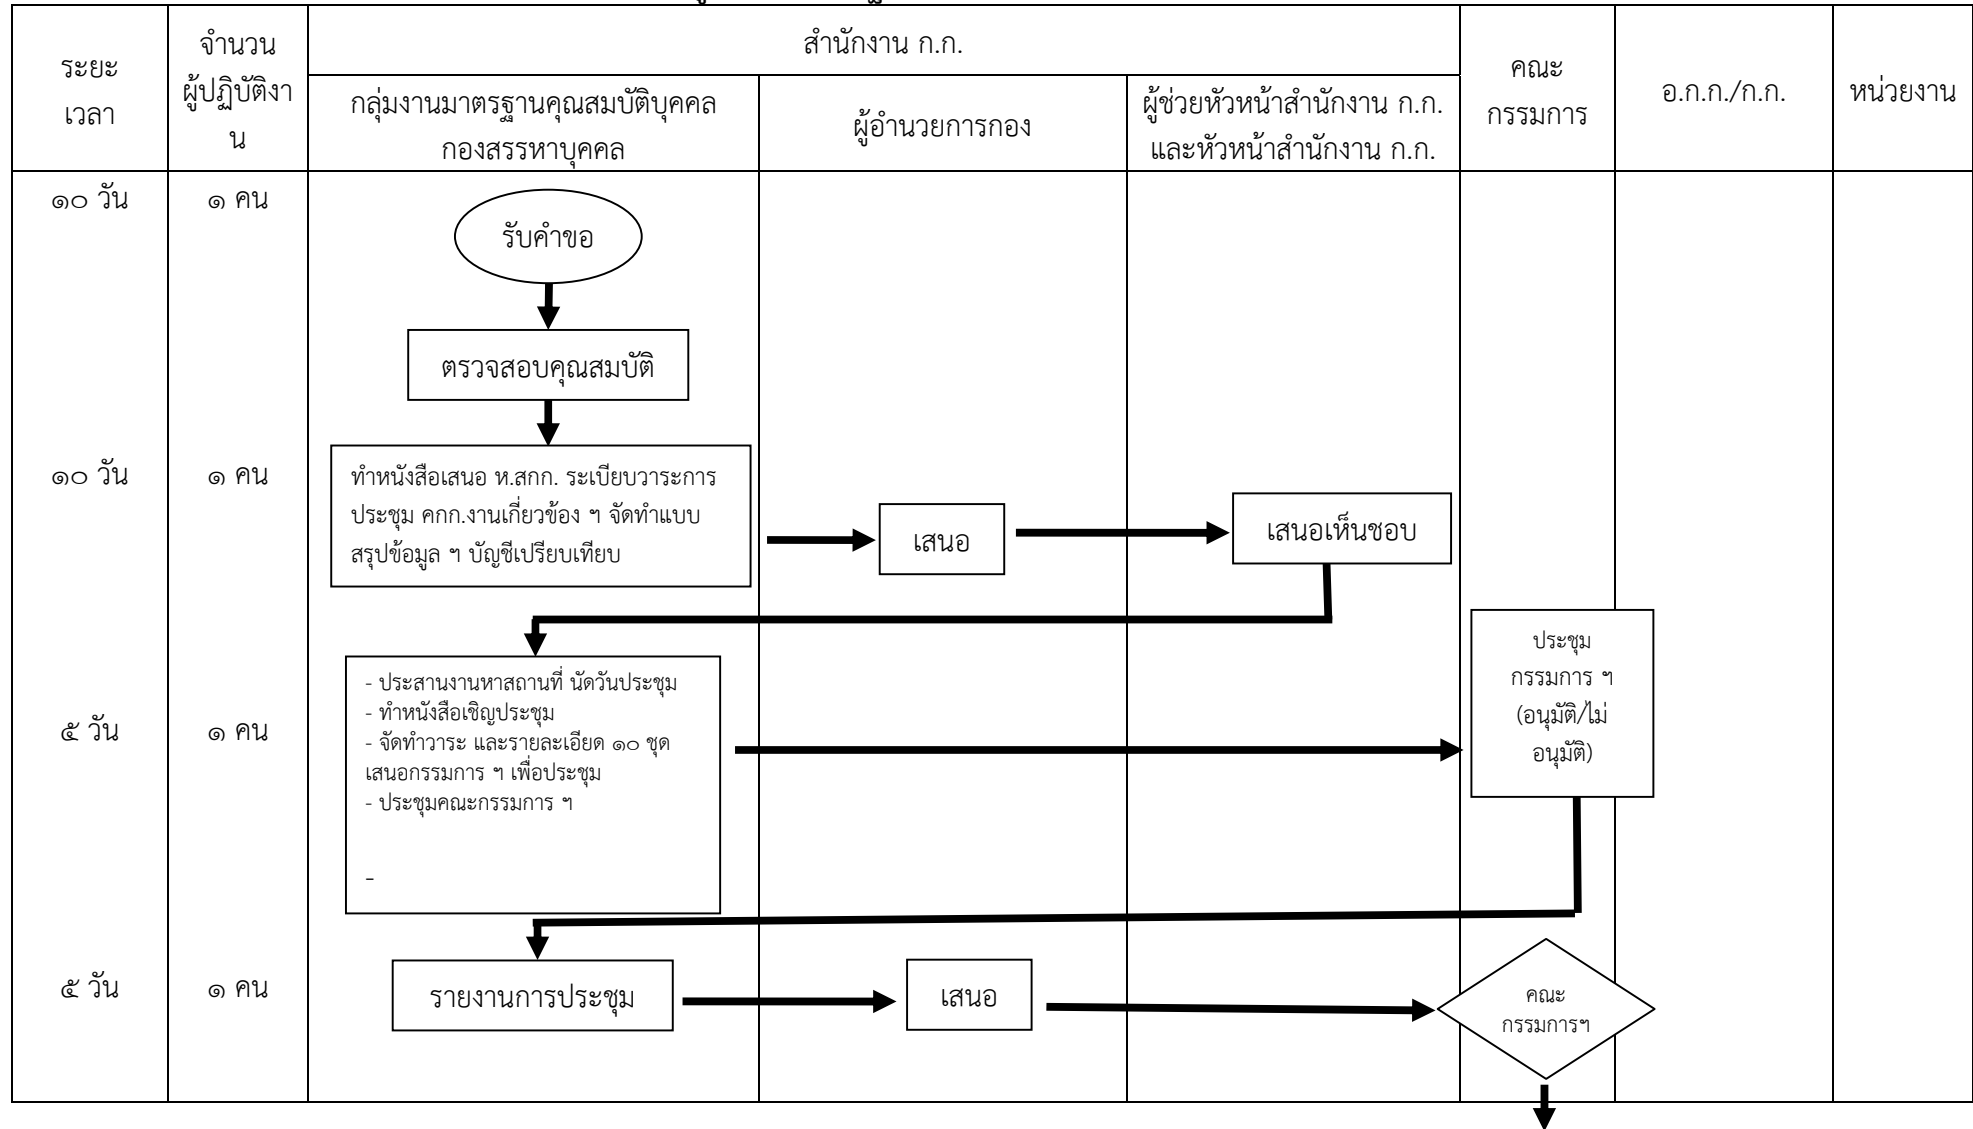 ระยะ
เวลา
จำนวน
ผู้ปฏิบัติงา
น
สำนักงาน ก.ก.
กลุ่มงานมาตรฐานคุณสมบัติบุคคล
กองสรรหาบุคคล
ผู้อำนวยการกอง
ผู้ช่วยหัวหน้าสำนักงาน ก.ก.
และหัวหน้าสำนักงาน ก.ก.
คณะ
กรรมการ
อ.ก.ก./ก.ก.
หน่วยงาน
๑๐ วัน
๑ คน
รับคำขอ
ตรวจสอบคุณสมบัติ
๑๐ วัน
๑ คน
ทำหนังสือเสนอ ห.สกก. ระเบียบวาระการ
ประชุม คกก.งานเกี่ยวข้อง ฯ จัดทำแบบ
สรุปข้อมูล ฯ บัญชีเปรียบเทียบ
เสนอ
เสนอเห็นชอบ
๕ วัน
๑ คน
- ประสานงานหาสถานที่ นัดวันประชุม
- ทำหนังสือเชิญประชุม
- จัดทำวาระ และรายละเอียด ๑๐ ชุด
เสนอกรรมการ ฯ เพื่อประชุม
- ประชุมคณะกรรมการ ฯ
-
ประชุม
กรรมการ ฯ
(อนุมัติ/ไม่
อนุมัติ)
๕ วัน
๑ คน
รายงานการประชุม
เสนอ
คณะ
กรรมการฯ